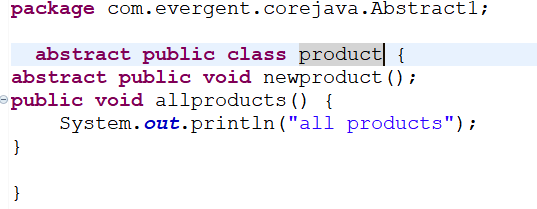 package com.evergent.corejava.Abstract1;
abstract public class product {
abstract public void newproduct();
public void allproducts() {
System.out.println("all products");
}
}